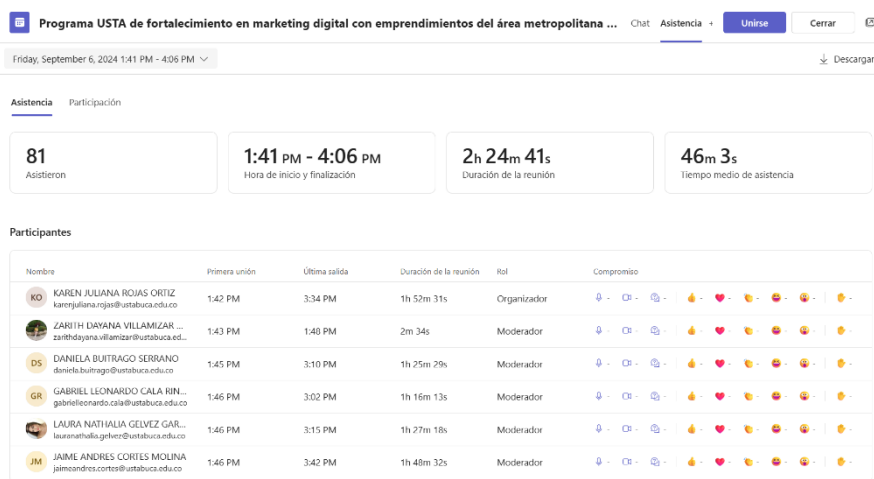 Programa USTA de fortalecimiento en marketing digital con emprendimientos del área metropolitana ... Chat Asistencia + Unirse Cerrar
Friday, September 6, 2024 1:41 PM - 4:06 PM Descargar
Asistencia Participación
81 1:41 PM - 4:06 PM 2h 24m 41s 46m 3s
Asistieron Hora de inicio y finalización Duración de la reunión Tiempo medio de asistencia
Participantes
Nombre Primera unión Última salida Duración de la reunión Rol Compromiso
KO KAREN JULIANA ROJAS ORTIZ
karenjuliana.rojas@ustabuca.edu.co
1:42 PM 3:34 PM 1h 52m 31s Organizador - - - - - - - - -
ZARITH DAYANA VILLAMIZAR ...
zarithdayana.villamizar@ustabuca.ed...
1:43 PM 1:48 PM 2m 34s Moderador - - - - - - - - -
DS DANIELA BUITRAGO SERRANO
daniela.buitrago@ustabuca.edu.co
1:45 PM 3:10 PM 1h 25m 29s Moderador - - - - - - - - -
GR GABRIEL LEONARDO CALA RIN...
gabrielleonardo.cala@ustabuca.edu.co
1:46 PM 3:02 PM 1h 16m 13s Moderador - - - - - - - - -
LAURA NATHALIA GELVEZ GAR...
lauranathalia.gelvez@ustabuca.edu.co
1:46 PM 3:15 PM 1h 27m 18s Moderador - - - - - - - - -
JM JAIME ANDRES CORTES MOLINA
jaimeandres.cortes@ustabuca.edu.co
1:46 PM 3:42 PM 1h 48m 32s Moderador - - - - - - - - -